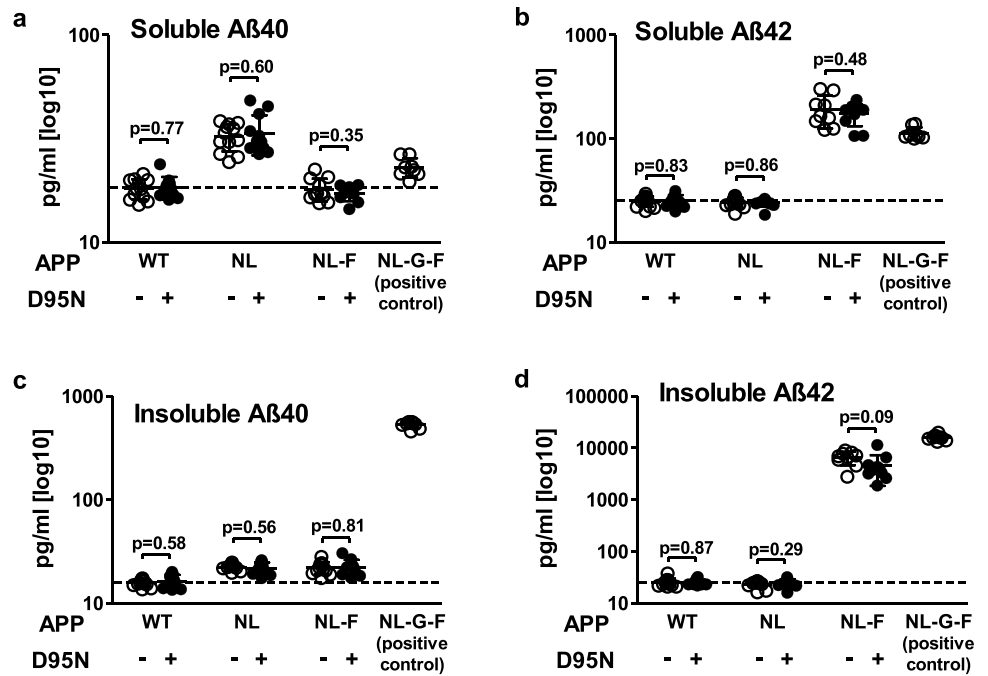 a
Soluble Aß40
100
10
pg/ml [log10]
p=0.77
p=0.60
p=0.35
APP WT NL NL-F NL-G-F
(positive
control)
D95N - + - + - +
b
Soluble Aß42
1000
100
10
pg/ml [log10]
p=0.83
p=0.86
p=0.48
APP WT NL NL-F NL-G-F
(positive
control)
D95N - + - + - +
c
Insoluble Aß40
1000
100
10
pg/ml [log10]
p=0.58
p=0.56
p=0.81
APP WT NL NL-F NL-G-F
(positive
control)
D95N - + - + - +
d
Insoluble Aß42
100000
10000
1000
100
10
pg/ml [log10]
p=0.87
p=0.29
p=0.09
APP WT NL NL-F NL-G-F
(positive
control)
D95N - + - + - +